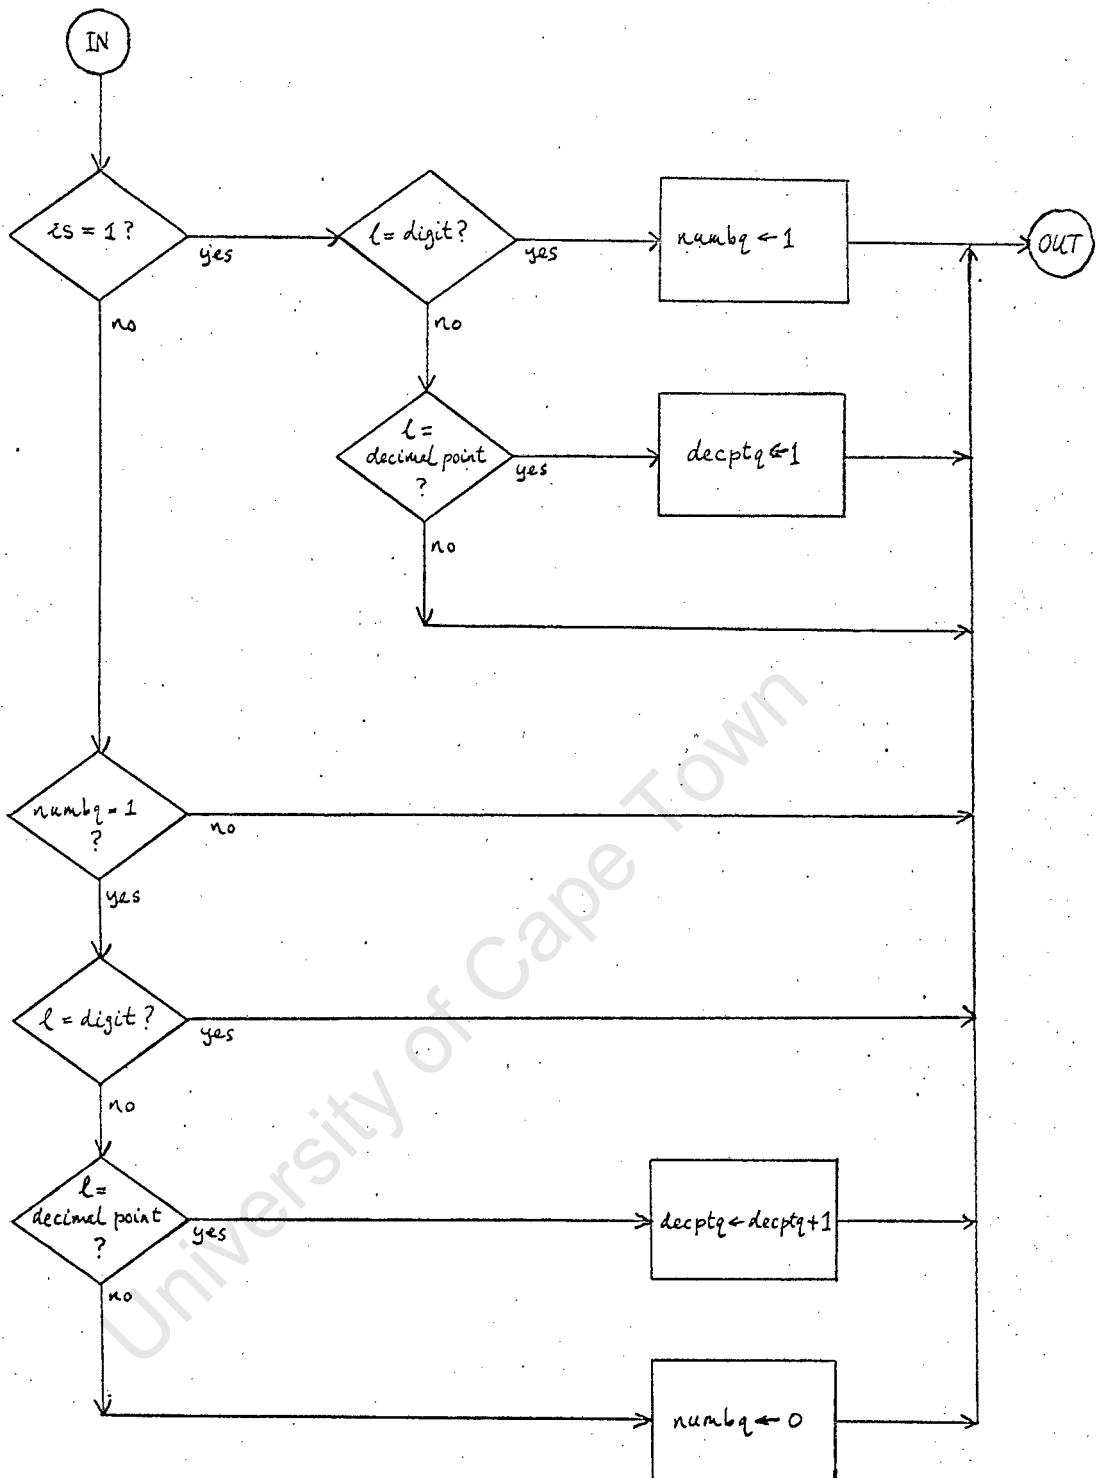 IN
is = 1 ?
yes
l = digit?
yes
numbq ← 1
OUT
no
no
l =
decimal point
?
yes
decptq ← 1
no
numbq = 1
?
no
yes
l = digit ?
yes
no
l =
decimal point
?
yes
decptq ← decptq + 1
no
numbq ← 0
University of Cape Town